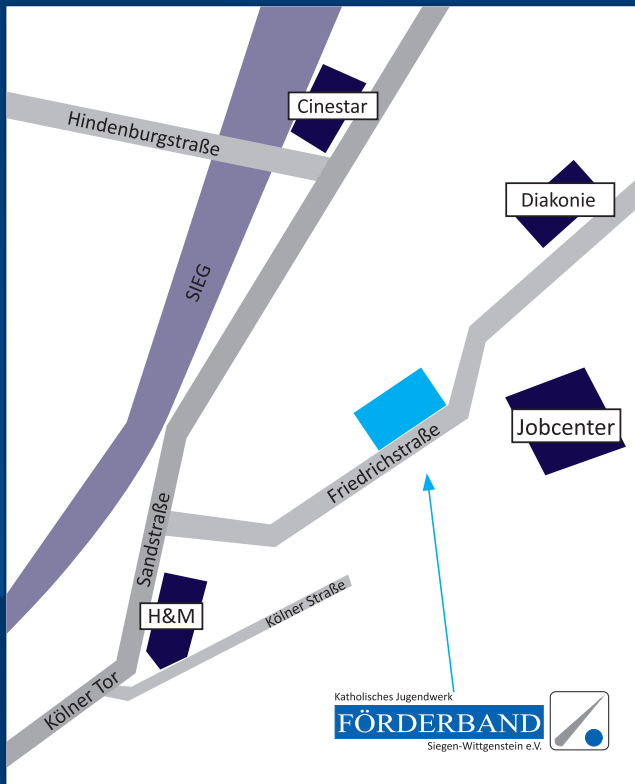 Cinestar
Hindenburgstraße
Diakonie
SIEG
Jobcenter
Friedrichstraße
Sandstraße
H&M
Kölner Straße
Kölner Tor
Katholisches Jugendwerk
FÖRDERBAND
Siegen-Wittgenstein e.V.